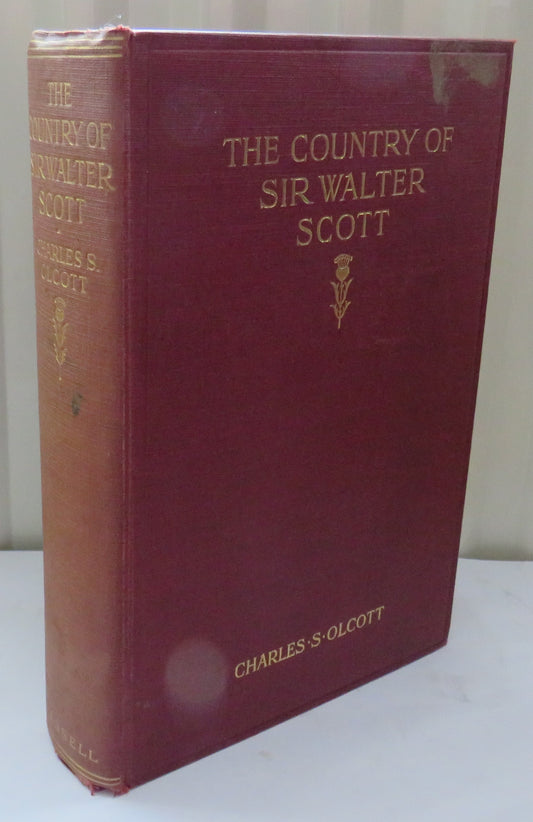 THE
COUNTRY OF
SIR WALTER
SCOTT
CHARLES S.
OLCOTT
THE COUNTRY OF
SIR WALTER
SCOTT
CHARLES·S·OLCOTT